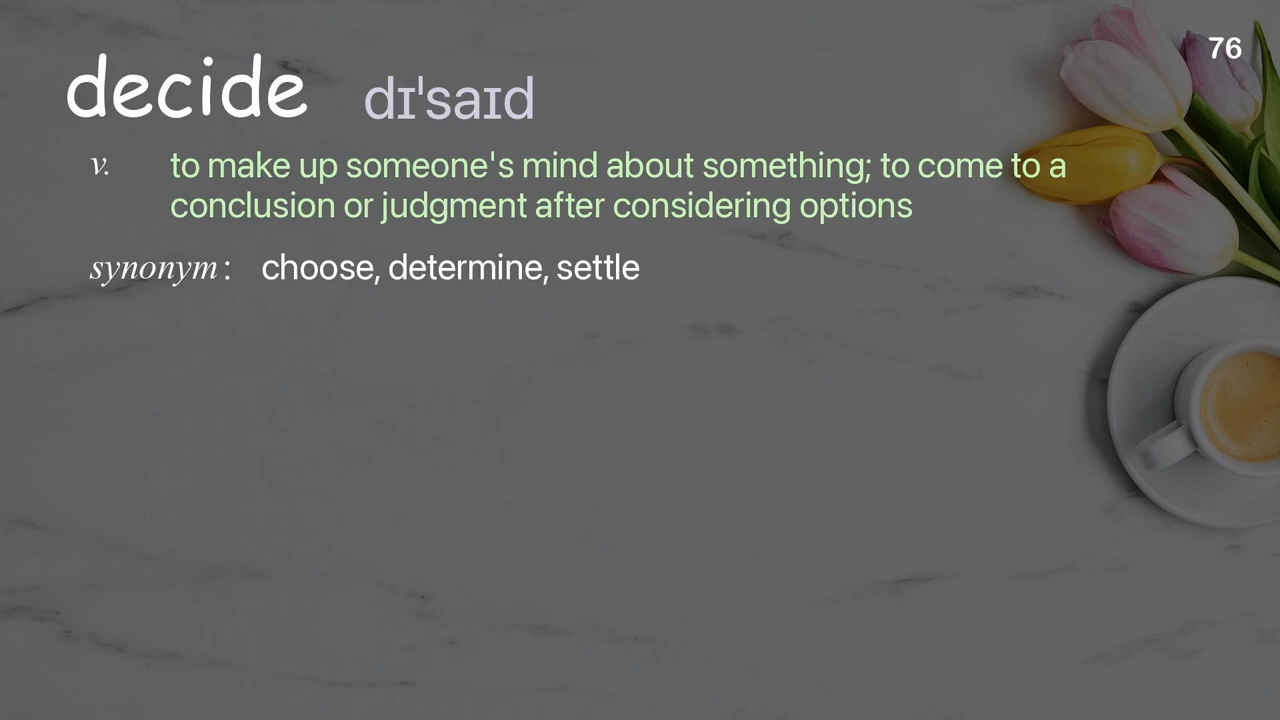 76
decide dɪˈsaɪd
v. to make up someone's mind about something; to come to a
conclusion or judgment after considering options
synonym: choose, determine, settle